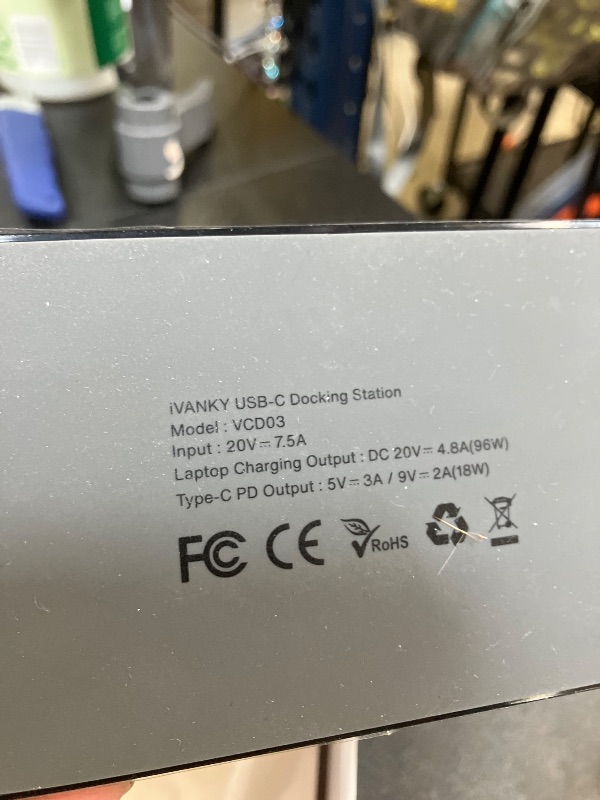 iVANKY USB-C Docking Station
Model : VCD03
Input : 20V⎓7.5A
Laptop Charging Output : DC 20V⎓4.8A(96W)
Type-C PD Output : 5V⎓3A / 9V⎓2A(18W)
FC CE RoHS